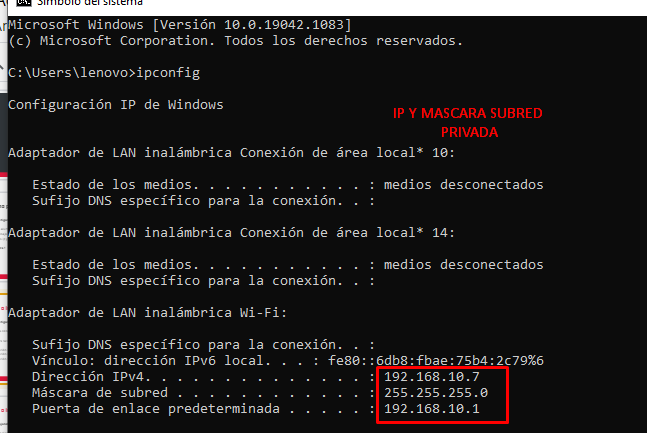 Símbolo del sistema
Microsoft Windows [Versión 10.0.19042.1083]
(c) Microsoft Corporation. Todos los derechos reservados.
C:\Users\lenovo>ipconfig
Configuración IP de Windows
IP Y MASCARA SUBRED
PRIVADA
Adaptador de LAN inalámbrica Conexión de área local* 10:
Estado de los medios. . . . . . . . . . . : medios desconectados
Sufijo DNS específico para la conexión. . :
Adaptador de LAN inalámbrica Conexión de área local* 14:
Estado de los medios. . . . . . . . . . . : medios desconectados
Sufijo DNS específico para la conexión. . :
Adaptador de LAN inalámbrica Wi-Fi:
Sufijo DNS específico para la conexión. . :
Vínculo: dirección IPv6 local. . . : fe80::6db8:fbae:75b4:2c79%6
Dirección IPv4. . . . . . . . . . . . . . : 192.168.10.7
Máscara de subred . . . . . . . . . . . . : 255.255.255.0
Puerta de enlace predeterminada . . . . . : 192.168.10.1